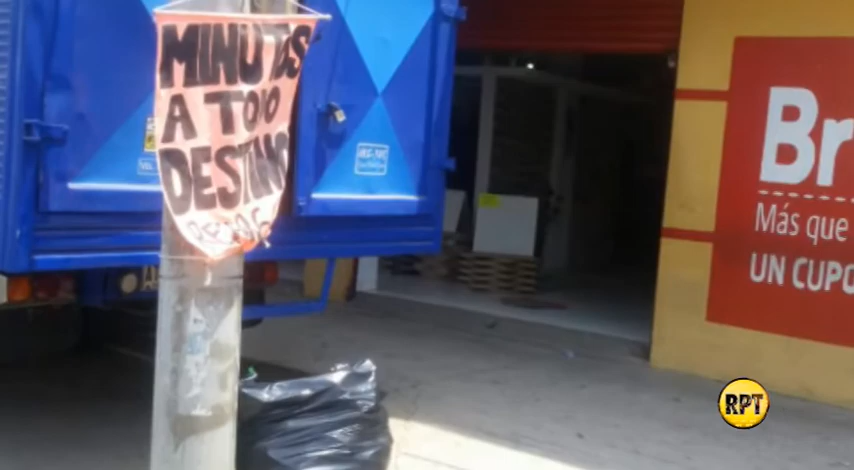 MINUTOS
A TODO
DESTINO
Br
Más que
UN CUPO
RPT